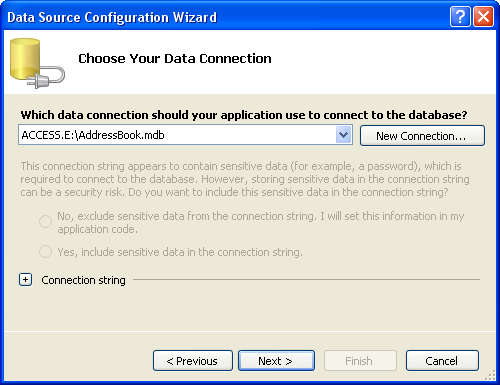 Data Source Configuration Wizard
Choose Your Data Connection
Which data connection should your application use to connect to the database?
ACCESS.E:\AddressBook.mdb
New Connection...
This connection string appears to contain sensitive data (for example, a password), which is
required to connect to the database. However, storing sensitive data in the connection string
can be a security risk. Do you want to include this sensitive data in the connection string?
No, exclude sensitive data from the connection string. I will set this information in my
application code.
Yes, include sensitive data in the connection string.
Connection string
< Previous
Next >
Finish
Cancel